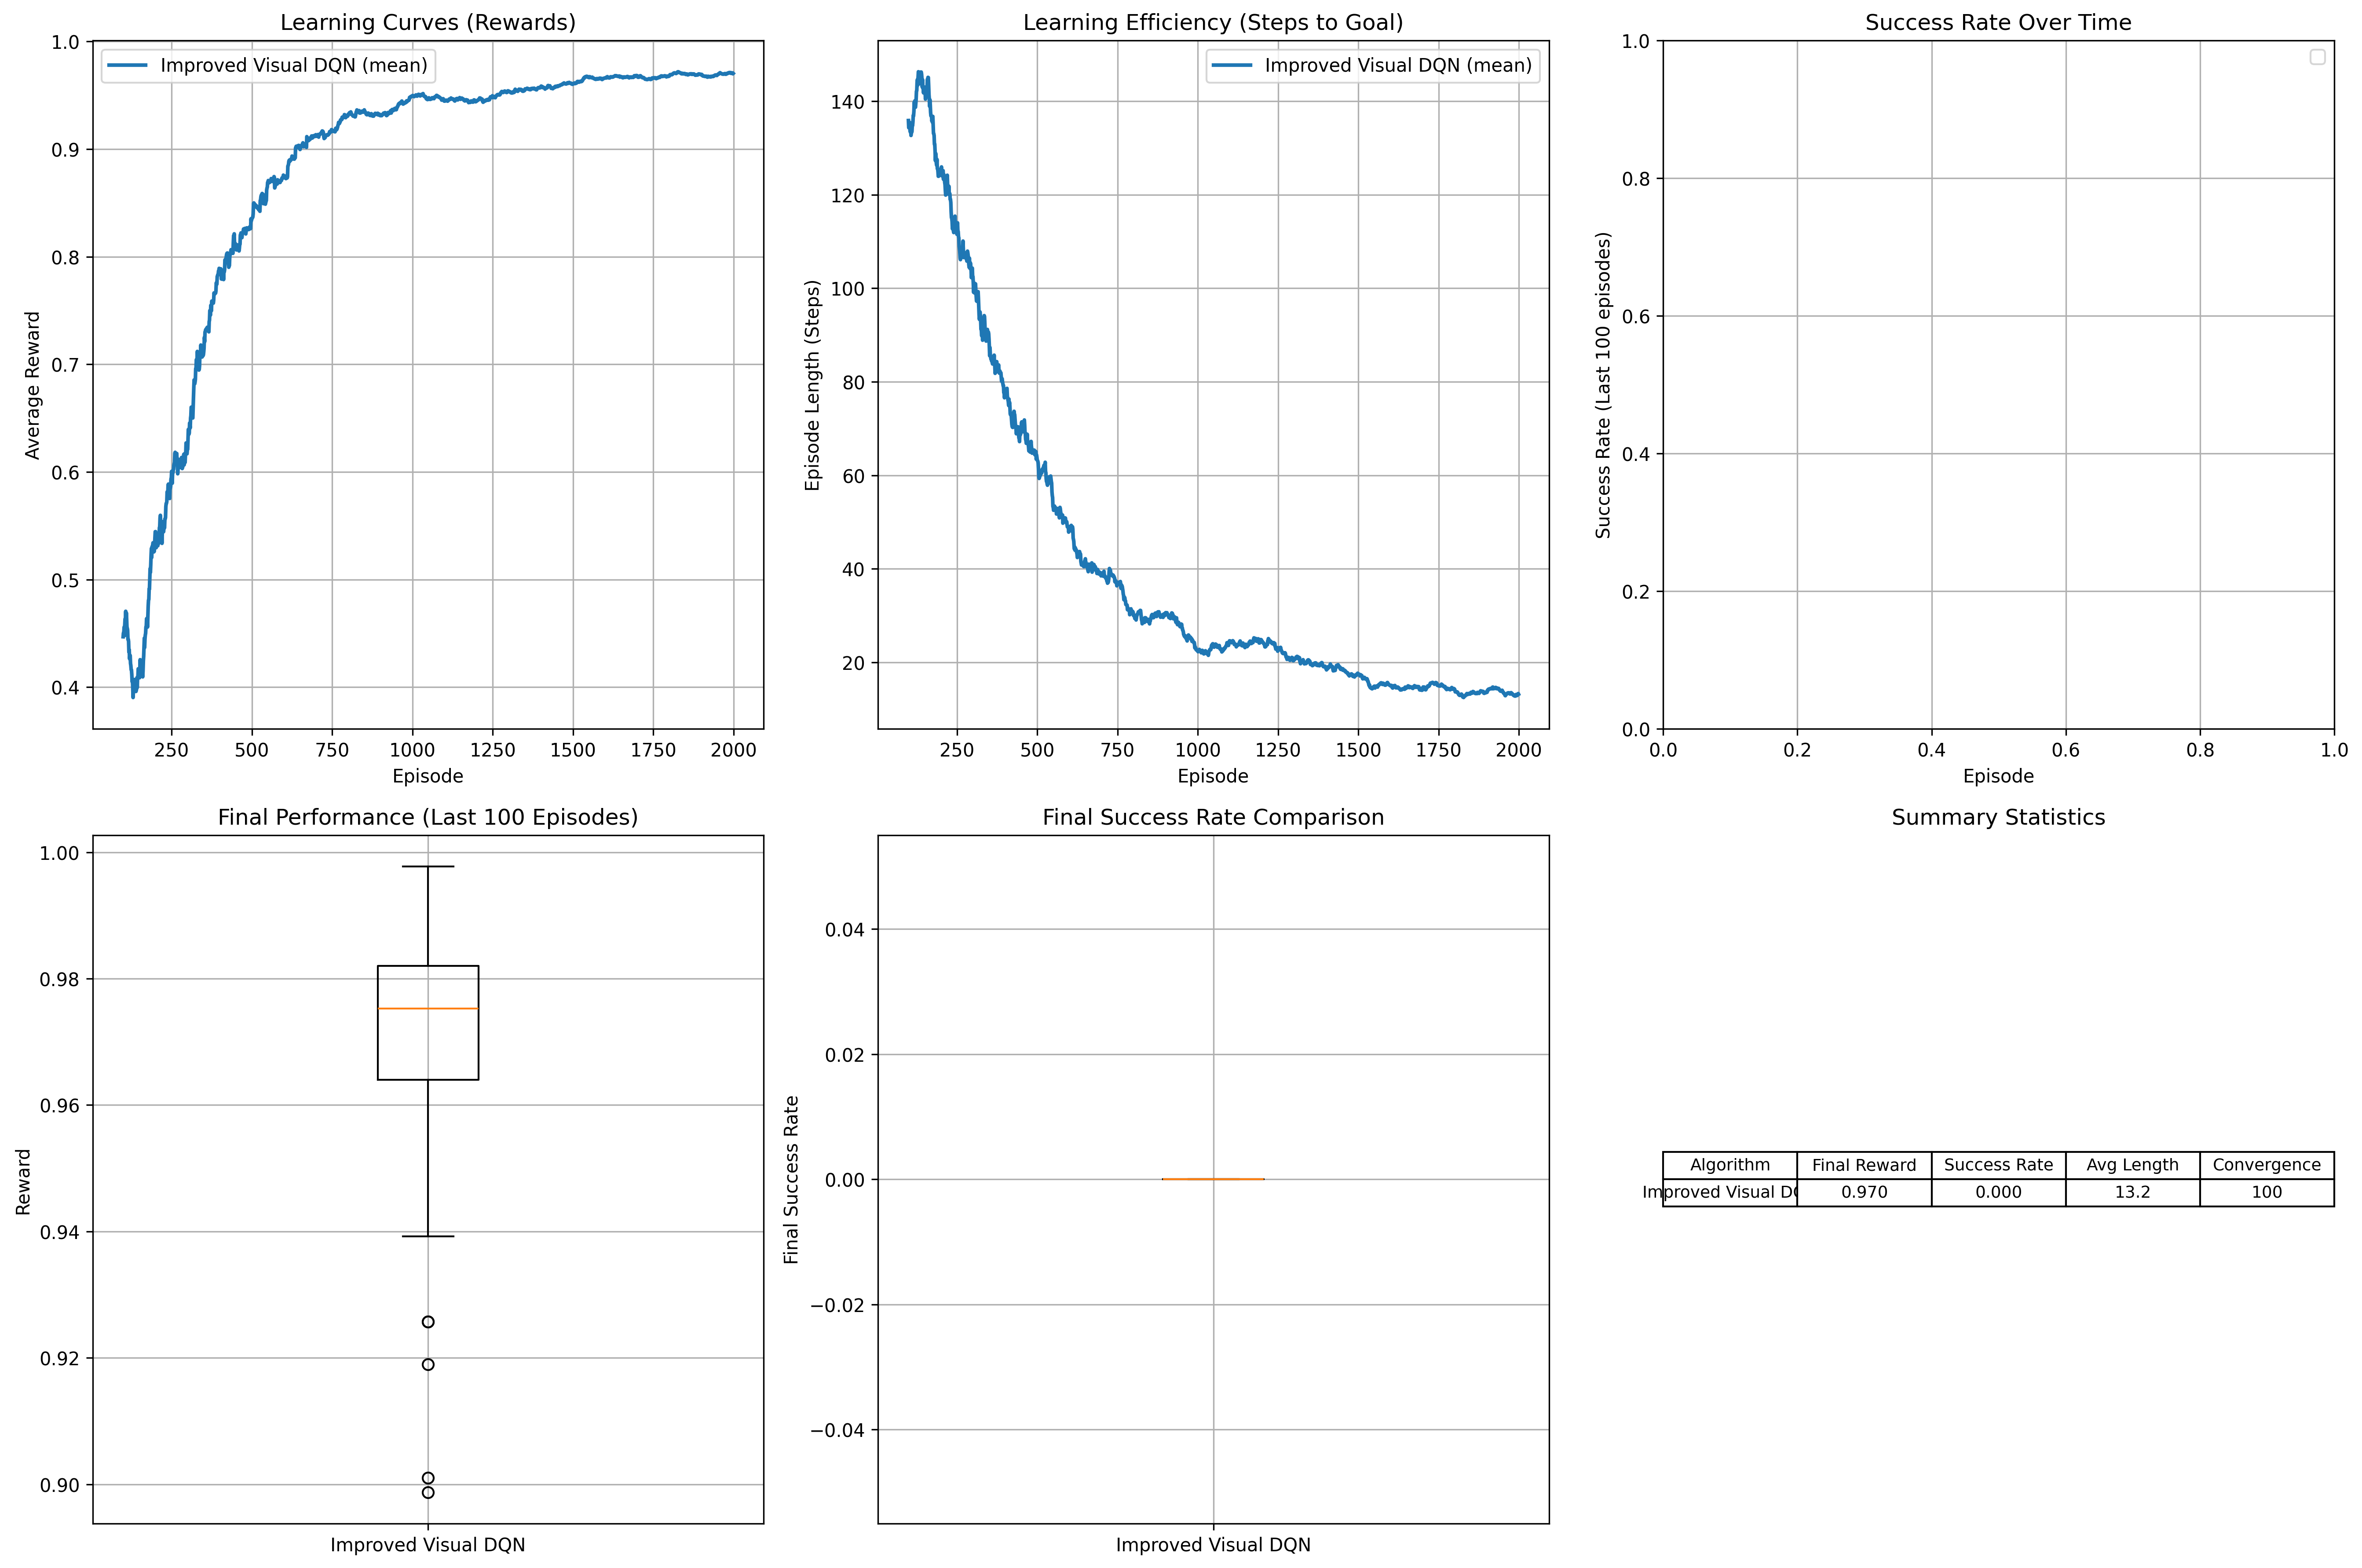 Learning Curves (Rewards)
Improved Visual DQN (mean)
Average Reward
1.0
0.9
0.8
0.7
0.6
0.5
0.4
250 500 750 1000 1250 1500 1750 2000
Episode
Learning Efficiency (Steps to Goal)
Improved Visual DQN (mean)
Episode Length (Steps)
140
120
100
80
60
40
20
250 500 750 1000 1250 1500 1750 2000
Episode
Success Rate Over Time
Success Rate (Last 100 episodes)
1.0
0.8
0.6
0.4
0.2
0.0
0.0 0.2 0.4 0.6 0.8 1.0
Episode
Final Performance (Last 100 Episodes)
Reward
1.00
0.98
0.96
0.94
0.92
0.90
Improved Visual DQN
Final Success Rate Comparison
Final Success Rate
0.04
0.02
0.00
−0.02
−0.04
Improved Visual DQN
Summary Statistics
Algorithm Final Reward Success Rate Avg Length Convergence
Improved Visual DQ 0.970 0.000 13.2 100